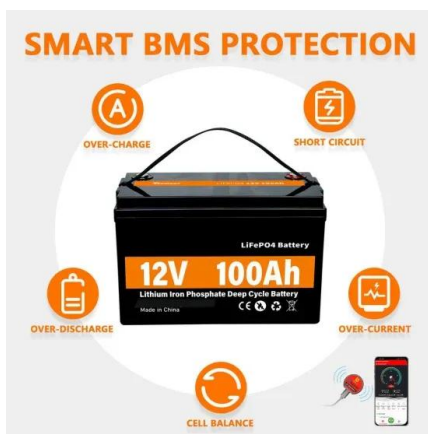 SMART BMS PROTECTION
OVER-CHARGE
SHORT CIRCUIT
LiFePO4 Battery
12V 100Ah
Lithium Iron Phosphate Deep Cycle Battery
Made in China
CE
OVER-DISCHARGE
OVER-CURRENT
CELL BALANCE